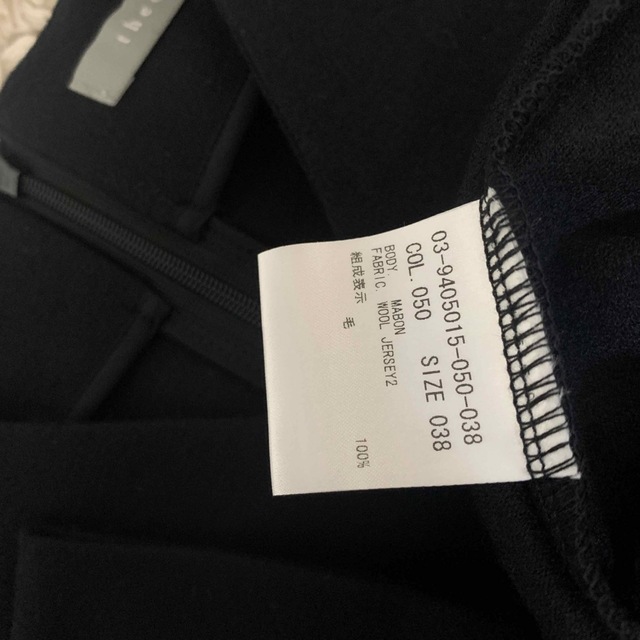 03-9405015-050-038
COL. 050 SIZE 038
BODY. MABON
FABRIC. WOOL JERSEY2
組成表示 毛 100%